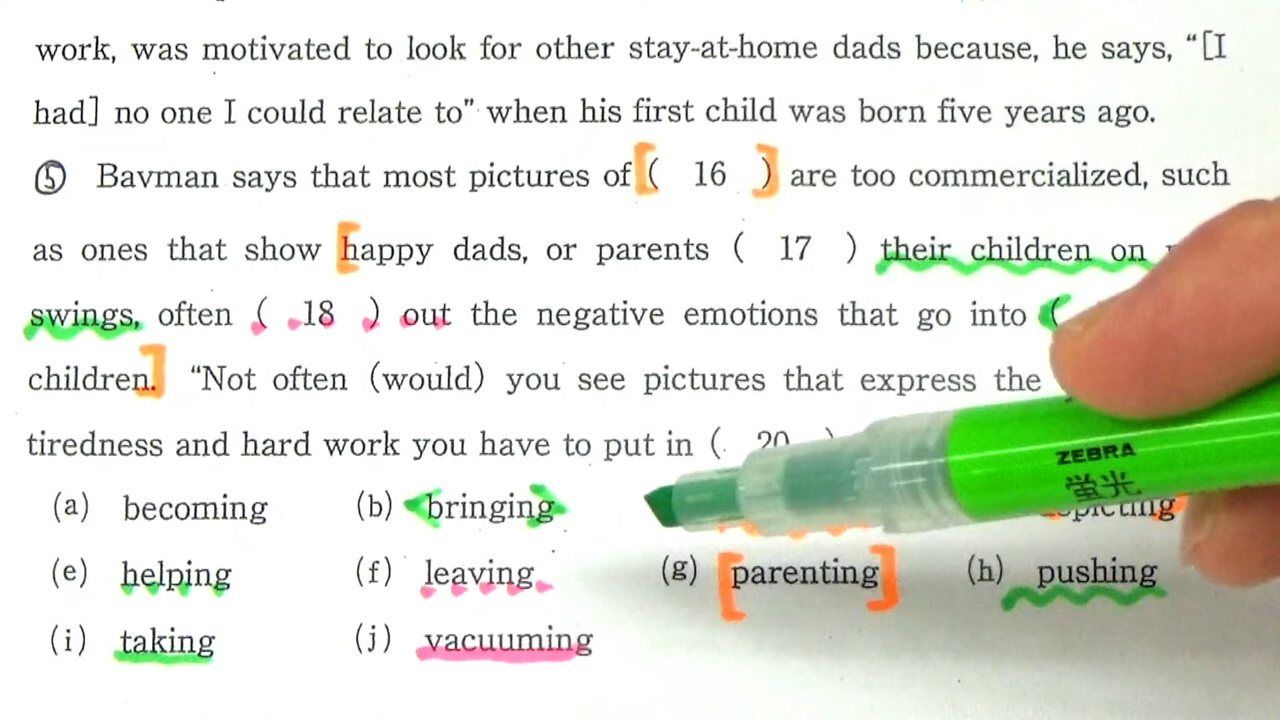 work, was motivated to look for other stay-at-home dads because, he says, “[I
had] no one I could relate to” when his first child was born five years ago.
⑤ Bavman says that most pictures of ( 16 ) are too commercialized, such
as ones that show happy dads, or parents ( 17 ) their children on
swings, often ( 18 ) out the negative emotions that go into (
children. “Not often (would) you see pictures that express the
tiredness and hard work you have to put in ( 20 )
(a) becoming (b) bringing
(e) helping (f) leaving (g) parenting (h) pushing
(i) taking (j) vacuuming
ZEBRA
蛍光